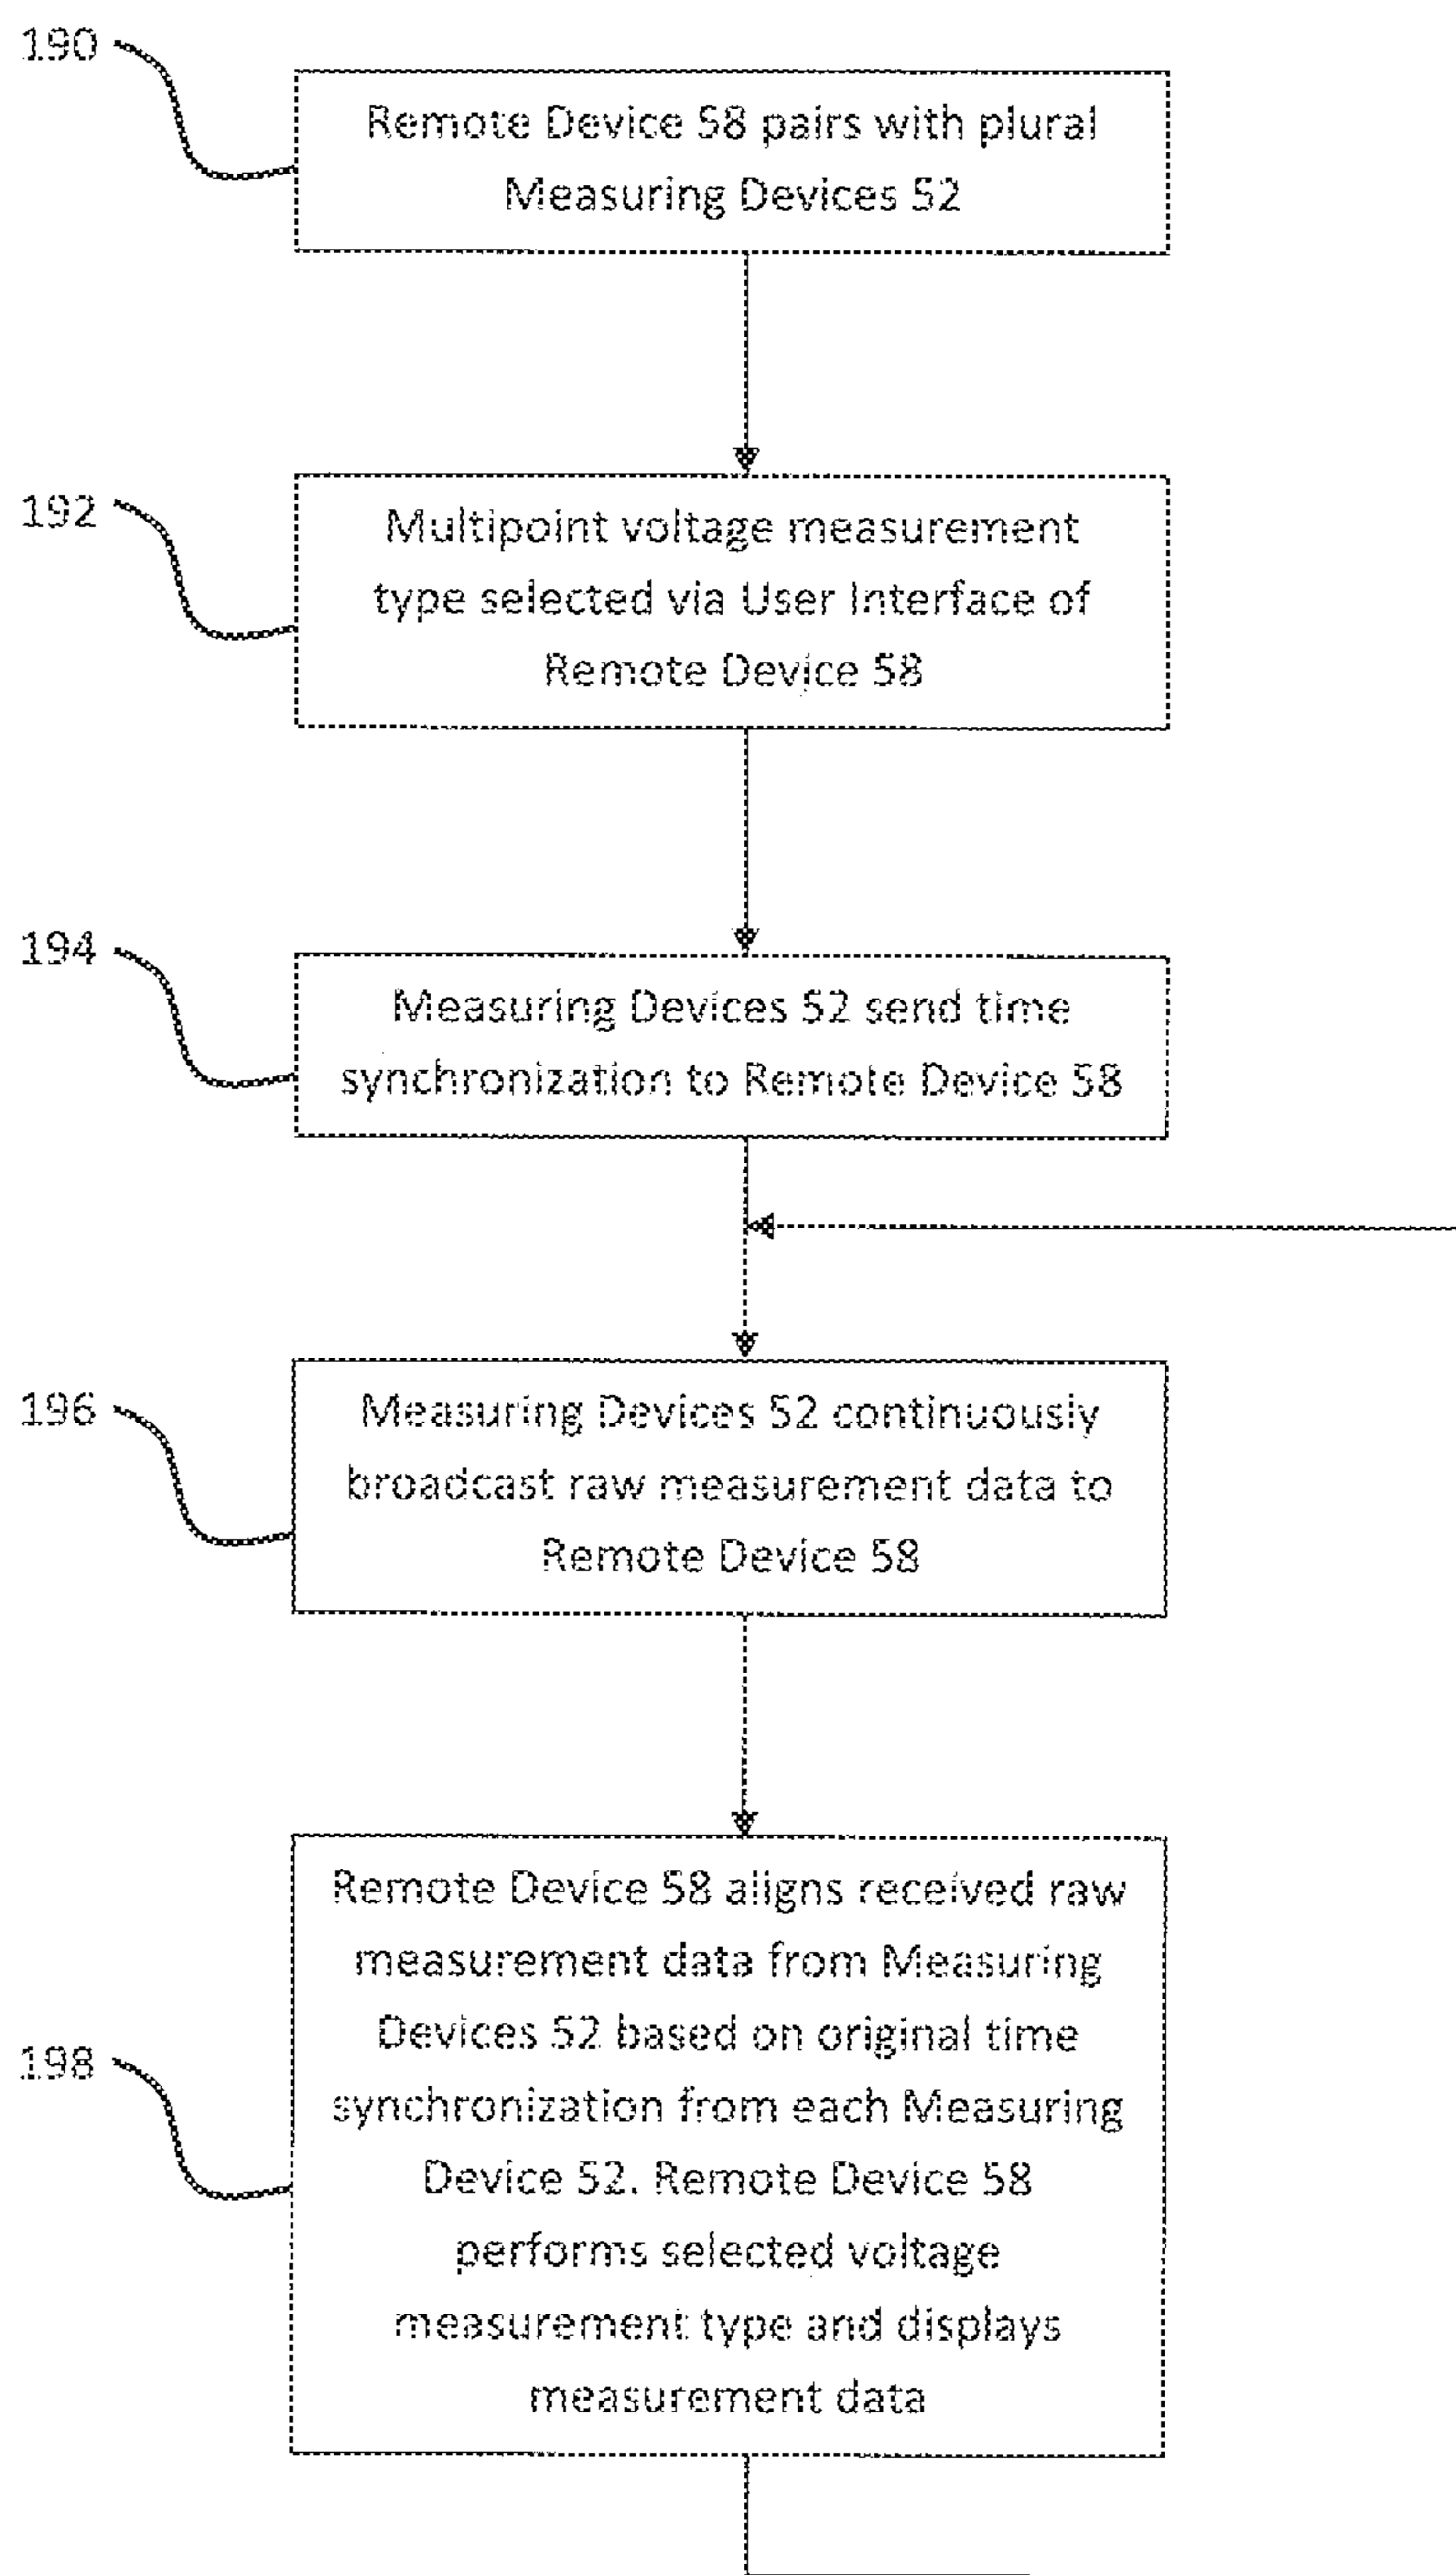 190
Remote Device 58 pairs with plural
Measuring Devices 52
192
Multipoint voltage measurement
type selected via User Interface of
Remote Device 58
194
Measuring Devices 52 send time
synchronization to Remote Device 58
196
Measuring Devices 52 continuously
broadcast raw measurement data to
Remote Device 58
198
Remote Device 58 aligns received raw
measurement data from Measuring
Devices 52 based on original time
synchronization from each Measuring
Device 52. Remote Device 58
performs selected voltage
measurement type and displays
measurement data